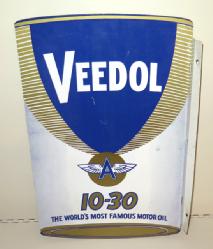 VEEDOL
A
10-30
THE WORLD'S MOST FAMOUS MOTOR OIL